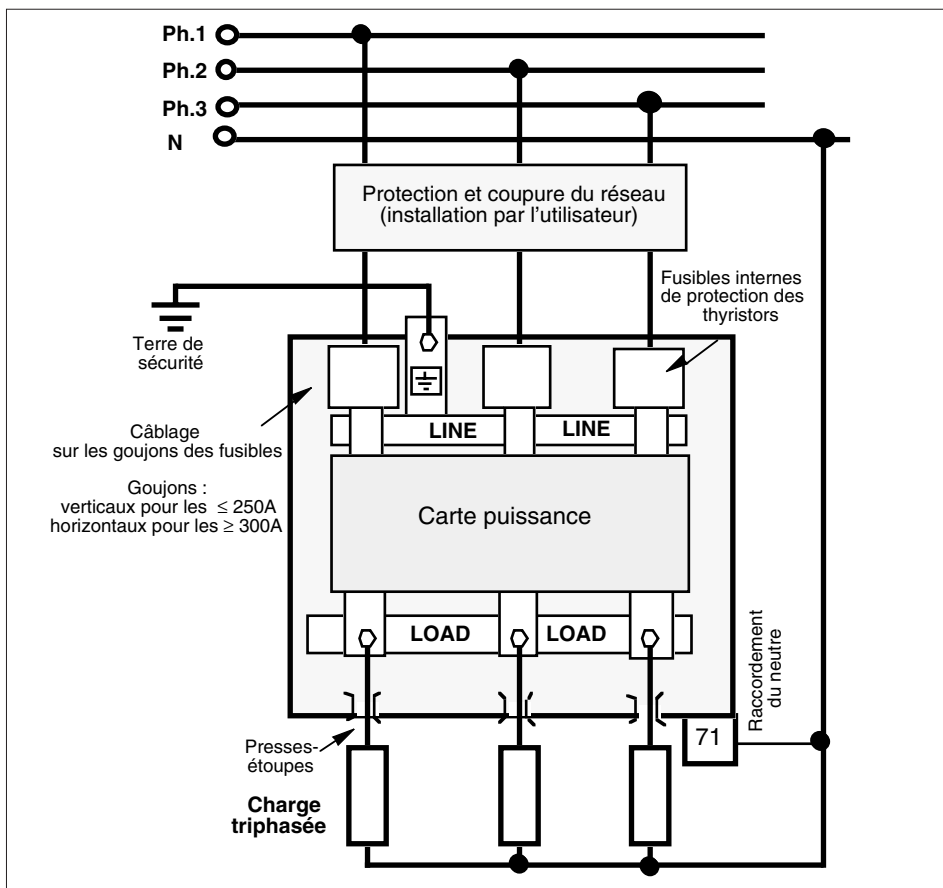 Ph.1
Ph.2
Ph.3
N
Protection et coupure du réseau
(installation par l'utilisateur)
Fusibles internes
de protection des
thyristors
Terre de
sécurité
LINE
LINE
Câblage
sur les goujons des fusibles
Goujons :
verticaux pour les ≤ 250A
horizontaux pour les ≥ 300A
Carte puissance
LOAD
LOAD
Raccordement
du neutre
71
Presses-
étoupes
Charge
triphasée